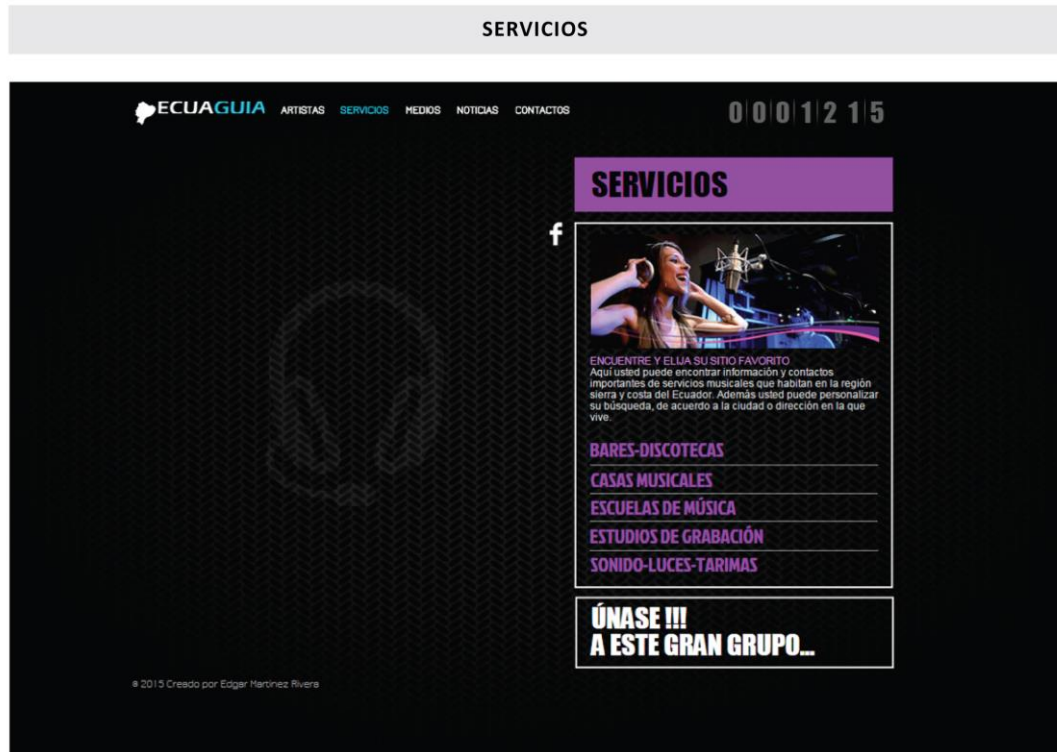 SERVICIOS
ECUAGUIA ARTISTAS SERVICIOS MEDIOS NOTICIAS CONTACTOS 0001215
SERVICIOS
f
ENCUENTRE Y ELIJA SU SITIO FAVORITO
Aquí usted puede encontrar información y contactos
importantes de servicios musicales que habitan en la región
sierra y costa del Ecuador. Además usted puede personalizar
su búsqueda, de acuerdo a la ciudad o dirección en la que
vive.
BARES-DISCOTECAS
CASAS MUSICALES
ESCUELAS DE MÚSICA
ESTUDIOS DE GRABACIÓN
SONIDO-LUCES-TARIMAS
ÚNASE !!!
A ESTE GRAN GRUPO...
© 2015 Creado por Edgar Martinez Rivera